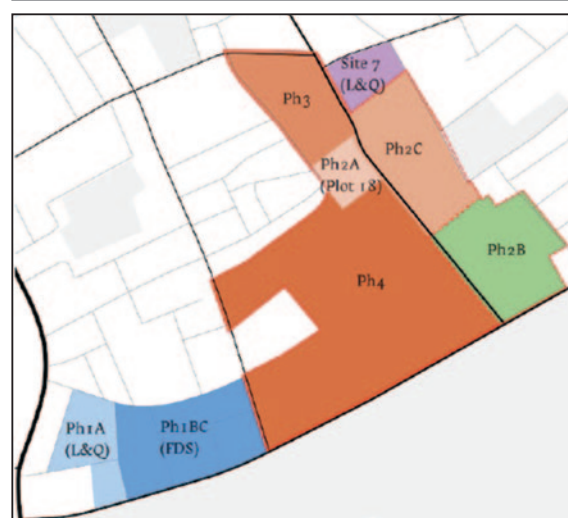 Site 7
(L&Q)
Ph3
Ph2C
Ph2A
(Plot 18)
Ph2B
Ph4
Ph1A
(L&Q)
Ph1BC
(FDS)